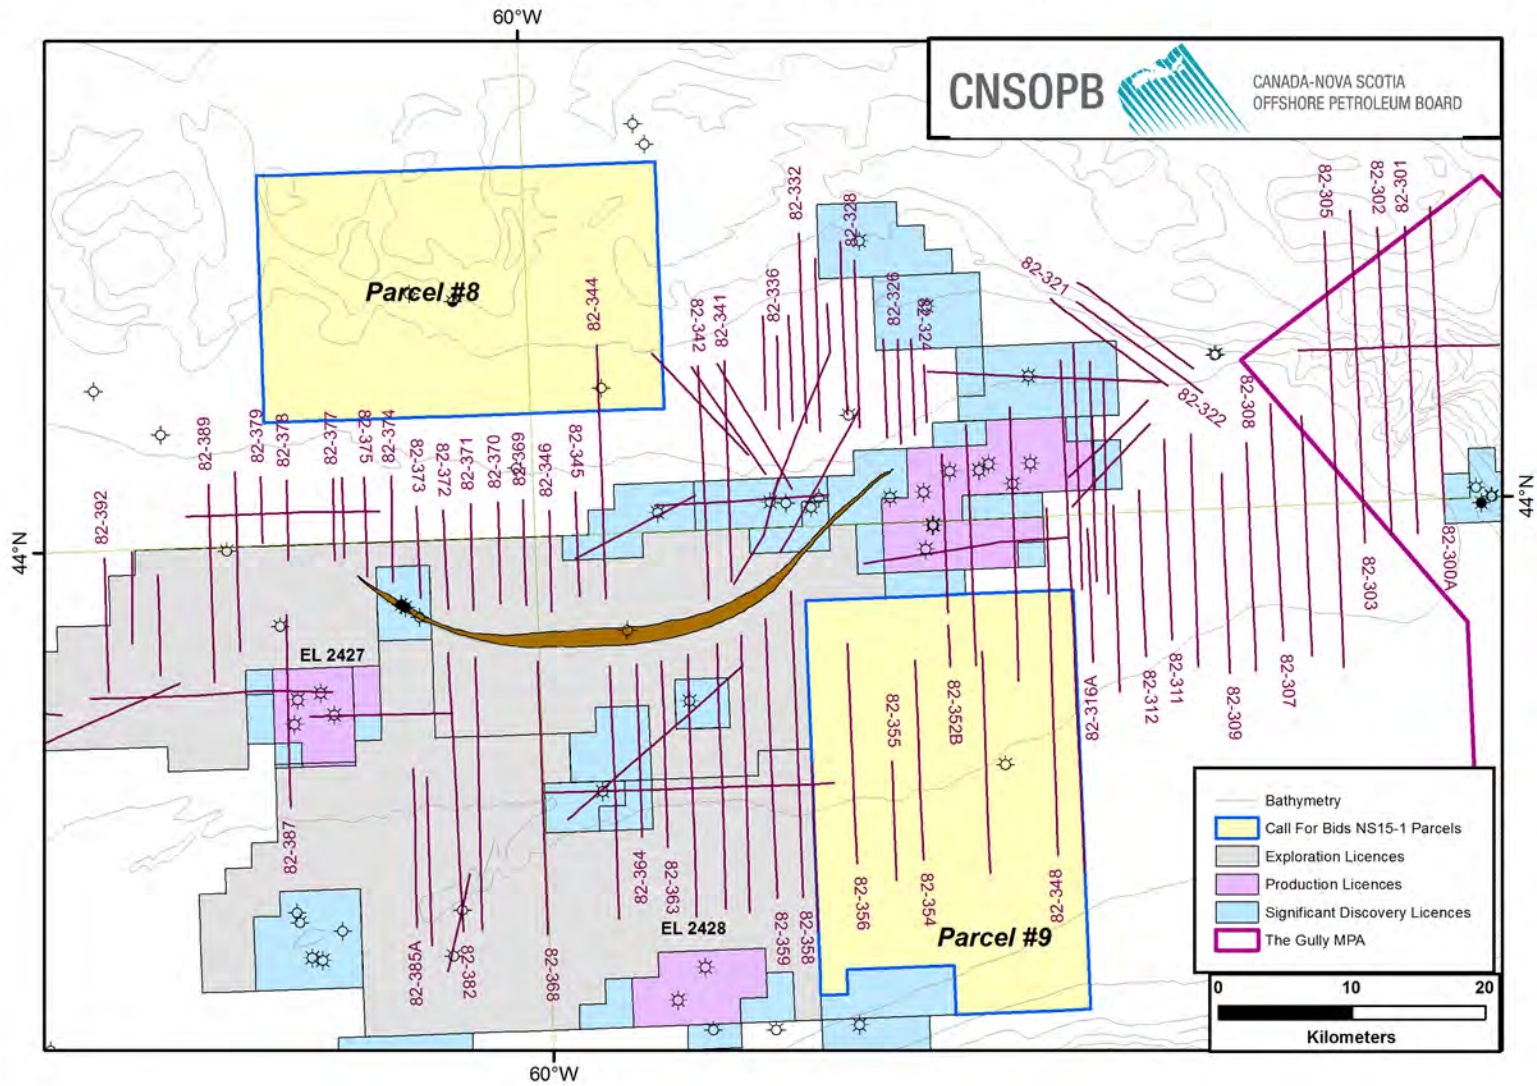 60°W
CNSOPB
CANADA-NOVA SCOTIA
OFFSHORE PETROLEUM BOARD
82-332
82-328
82-305
82-302
82-301
Parcel #8
82-344
82-342
82-341
82-336
82-326
82-324
82-321
82-322
82-308
82-392
82-389
82-379
82-378
82-377
82-374
82-373
82-372
82-371
82-370
82-369
82-346
82-345
44°N
44°N
82-303
82-300A
EL 2427
82-387
82-364
82-363
82-355
82-352B
82-316A
82-312
82-311
82-309
82-307
82-385A
82-382
82-368
EL 2428
82-359
82-358
82-356
82-354
82-348
Parcel #9
Bathymetry
Call For Bids NS15-1 Parcels
Exploration Licences
Production Licences
Significant Discovery Licences
The Gully MPA
0 10 20
Kilometers
60°W